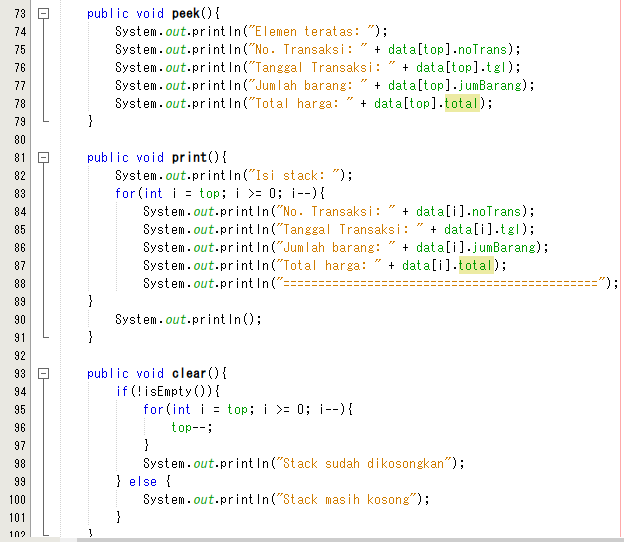 73 public void peek(){
74 System.out.println("Elemen teratas: ");
75 System.out.println("No. Transaksi: " + data[top].noTrans);
76 System.out.println("Tanggal Transaksi: " + data[top].tgl);
77 System.out.println("Jumlah barang: " + data[top].jumBarang);
78 System.out.println("Total harga: " + data[top].total);
79 }
80
81 public void print(){
82 System.out.println("Isi stack: ");
83 for(int i = top; i >= 0; i--){
84 System.out.println("No. Transaksi: " + data[i].noTrans);
85 System.out.println("Tanggal Transaksi: " + data[i].tgl);
86 System.out.println("Jumlah barang: " + data[i].jumBarang);
87 System.out.println("Total harga: " + data[i].total);
88 System.out.println("=============================================");
89 }
90 System.out.println();
91 }
92
93 public void clear(){
94 if(!isEmpty()){
95 for(int i = top; i >= 0; i--){
96 top--;
97 }
98 System.out.println("Stack sudah dikosongkan");
99 } else {
100 System.out.println("Stack masih kosong");
101 }
102 }